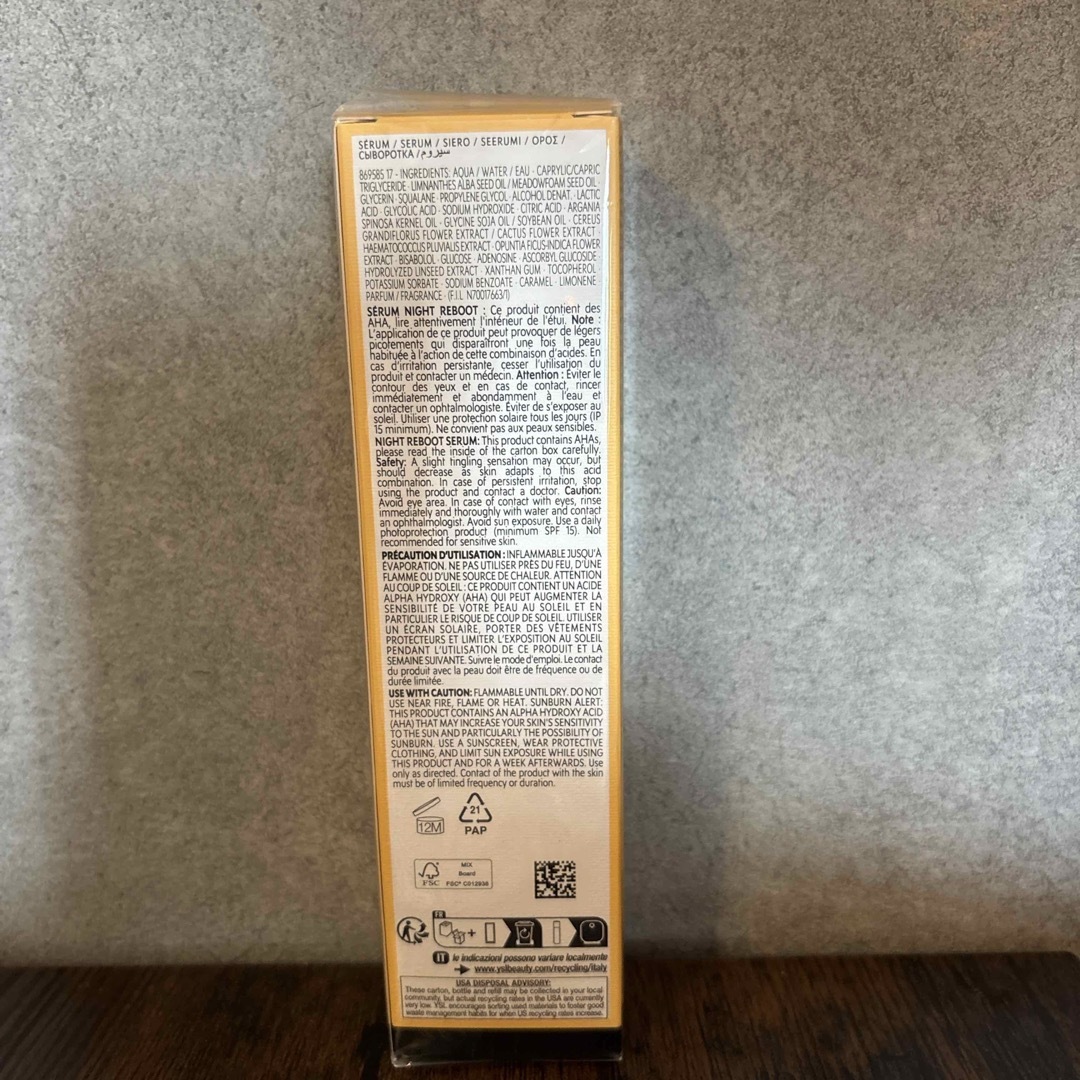 SÉRUM / SERUM / SIERO / SEERUMI / ΟΡΟΣ /
СЫВОРОТКА / سيروم
869585 17 - INGREDIENTS: AQUA / WATER / EAU · CAPRYLIC/CAPRIC
TRIGLYCERIDE · LIMNANTHES ALBA SEED OIL / MEADOWFOAM SEED OIL ·
GLYCERIN · SQUALANE · PROPYLENE GLYCOL · ALCOHOL DENAT. · LACTIC
ACID · GLYCOLIC ACID · SODIUM HYDROXIDE · CITRIC ACID · ARGANIA
SPINOSA KERNEL OIL · GLYCINE SOJA OIL / SOYBEAN OIL · CEREUS
GRANDIFLORUS FLOWER EXTRACT / CACTUS FLOWER EXTRACT ·
HAEMATOCOCCUS PLUVIALIS EXTRACT · OPUNTIA FICUS-INDICA FLOWER
EXTRACT · BISABOLOL · GLUCOSE · ADENOSINE · ASCORBYL GLUCOSIDE ·
HYDROLYZED LINSEED EXTRACT · XANTHAN GUM · TOCOPHEROL ·
POTASSIUM SORBATE · SODIUM BENZOATE · CARAMEL · LIMONENE ·
PARFUM / FRAGRANCE · (F.I.L. N70017663/1)
SÉRUM NIGHT REBOOT : Ce produit contient des
AHA, lire attentivement l'intérieur de l'étui. Note :
L'application de ce produit peut provoquer de légers
picotements qui disparaîtront une fois la peau
habituée à l'action de cette combinaison d'acides. En
cas d'irritation persistante, cesser l'utilisation du
produit et contacter un médecin. Attention : Éviter le
contour des yeux et en cas de contact, rincer
immédiatement et abondamment à l'eau et
contacter un ophtalmologiste. Éviter de s'exposer au
soleil. Utiliser une protection solaire tous les jours (IP
15 minimum). Ne convient pas aux peaux sensibles.
NIGHT REBOOT SERUM: This product contains AHAs,
please read the inside of the carton box carefully.
Safety: A slight tingling sensation may occur, but
should decrease as skin adapts to this acid
combination. In case of persistent irritation, stop
using the product and contact a doctor. Caution:
Avoid eye area. In case of contact with eyes, rinse
immediately and thoroughly with water and contact
an ophthalmologist. Avoid sun exposure. Use a daily
photoprotection product (minimum SPF 15). Not
recommended for sensitive skin.
PRÉCAUTION D'UTILISATION : INFLAMMABLE JUSQU'À
ÉVAPORATION. NE PAS UTILISER PRÈS DU FEU, D'UNE
FLAMME OU D'UNE SOURCE DE CHALEUR. ATTENTION
AU COUP DE SOLEIL : CE PRODUIT CONTIENT UN ACIDE
ALPHA HYDROXY (AHA) QUI PEUT AUGMENTER LA
SENSIBILITÉ DE VOTRE PEAU AU SOLEIL ET EN
PARTICULIER LE RISQUE DE COUP DE SOLEIL. UTILISER
UN ÉCRAN SOLAIRE, PORTER DES VÊTEMENTS
PROTECTEURS ET LIMITER L'EXPOSITION AU SOLEIL
PENDANT L'UTILISATION DE CE PRODUIT ET LA
SEMAINE SUIVANTE. Suivre le mode d'emploi. Le contact
du produit avec la peau doit être de fréquence ou de
durée limitée.
USE WITH CAUTION: FLAMMABLE UNTIL DRY. DO NOT
USE NEAR FIRE, FLAME OR HEAT. SUNBURN ALERT:
THIS PRODUCT CONTAINS AN ALPHA HYDROXY ACID
(AHA) THAT MAY INCREASE YOUR SKIN'S SENSITIVITY
TO THE SUN AND PARTICULARLY THE POSSIBILITY OF
SUNBURN. USE A SUNSCREEN, WEAR PROTECTIVE
CLOTHING, AND LIMIT SUN EXPOSURE WHILE USING
THIS PRODUCT AND FOR A WEEK AFTERWARDS. Use
only as directed. Contact of the product with the skin
must be of limited frequency or duration.
12M
21
PAP
FSC
MIX
Board
FSC® C012938
FR
+
IT le indicazioni possono variare localmente
www.yslbeauty.com/recycling/italy
USA DISPOSAL ADVISORY:
These carton, bottle and refill may be collected in your local
community, but actual recycling rates in the USA are currently
very low. YSL encourages sorting used materials to foster good
waste management habits for when US recycling rates increase.